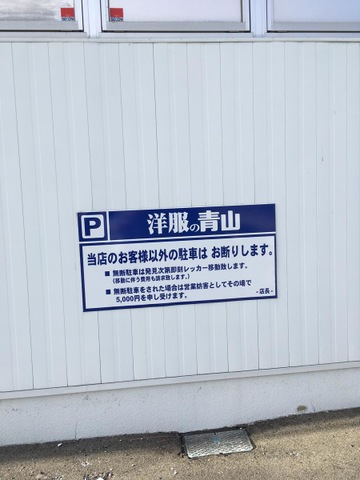 P 洋服の青山
当店のお客様以外の駐車は お断りします。
■ 無断駐車は発見次第即刻レッカー移動致します。
(移動に伴う費用も請求致します。)
■ 無断駐車をされた場合は営業妨害としてその場で
5,000円を申し受けます。
-店長-